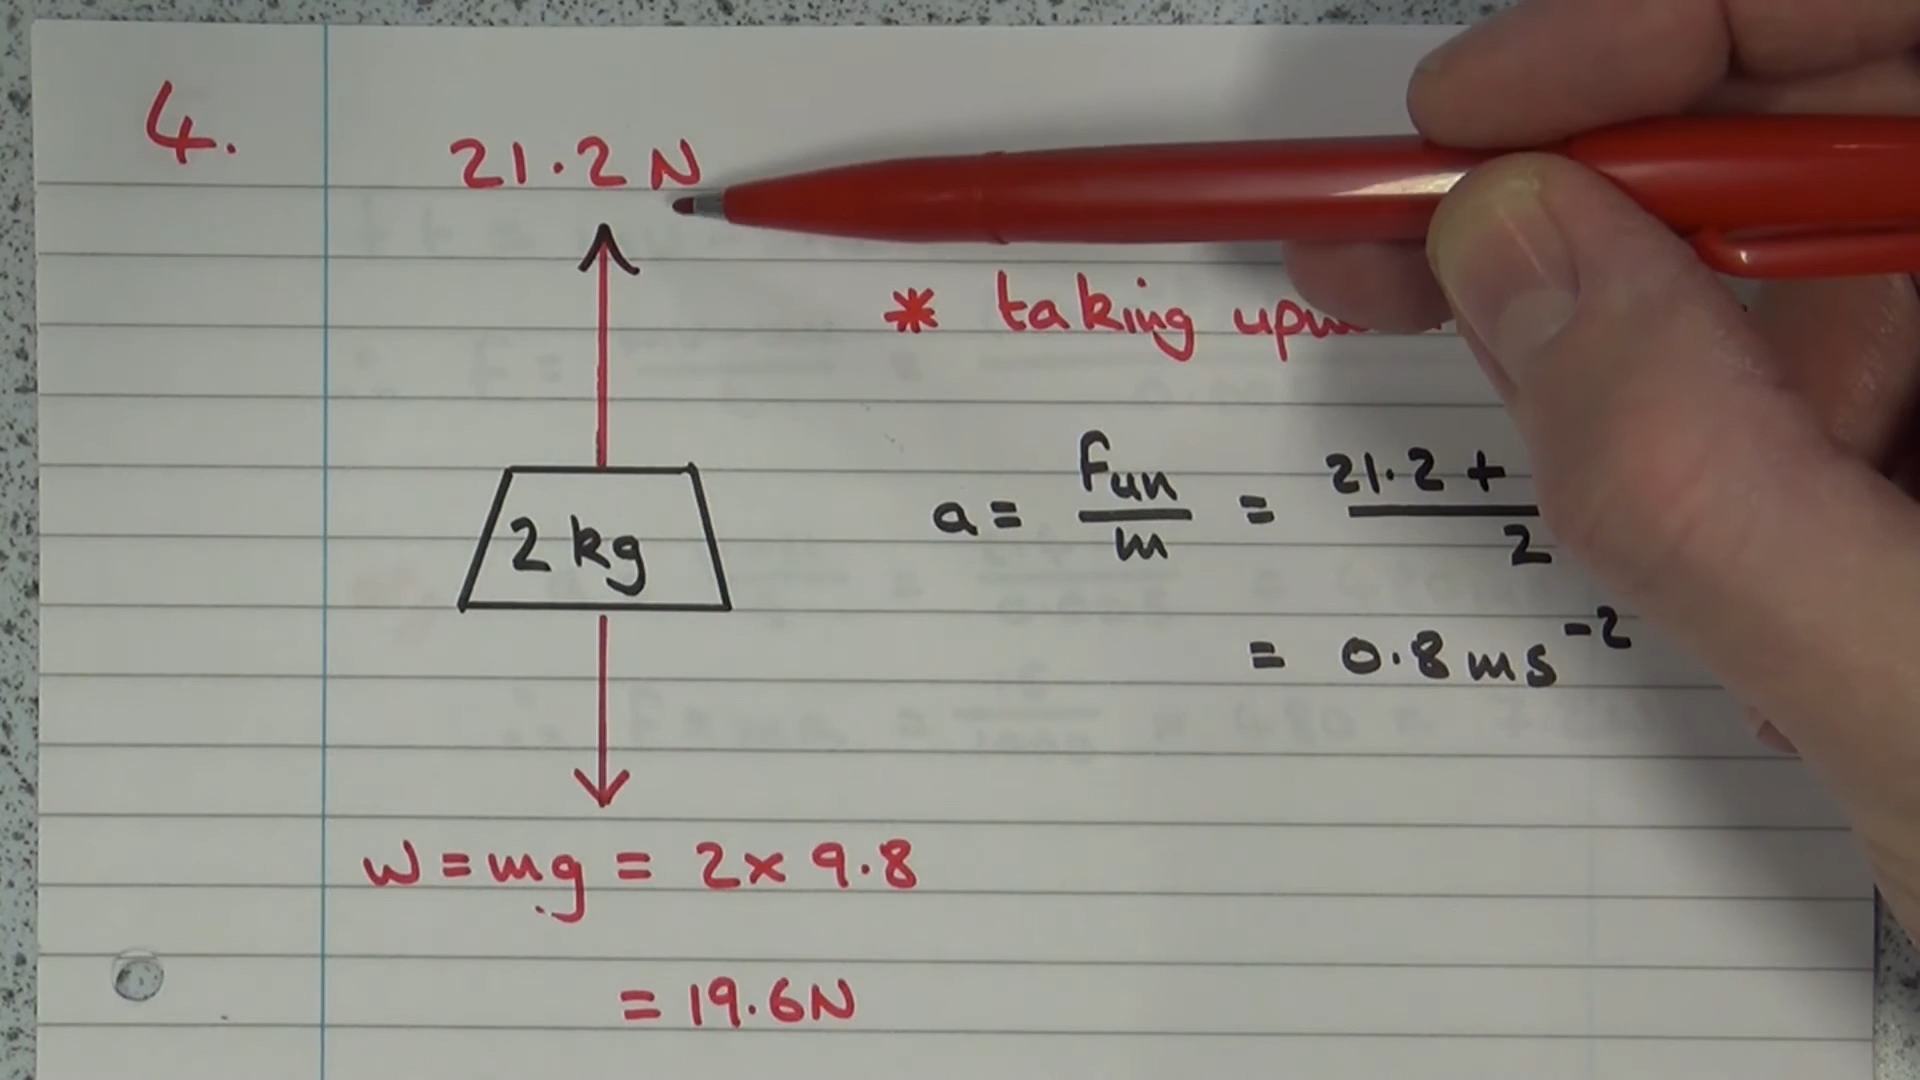 4.
21.2 N
* taking
2 kg
a = Fun/m = 21.2 + / 2
= 0.8 ms⁻²
W = mg = 2 x 9.8
= 19.6N